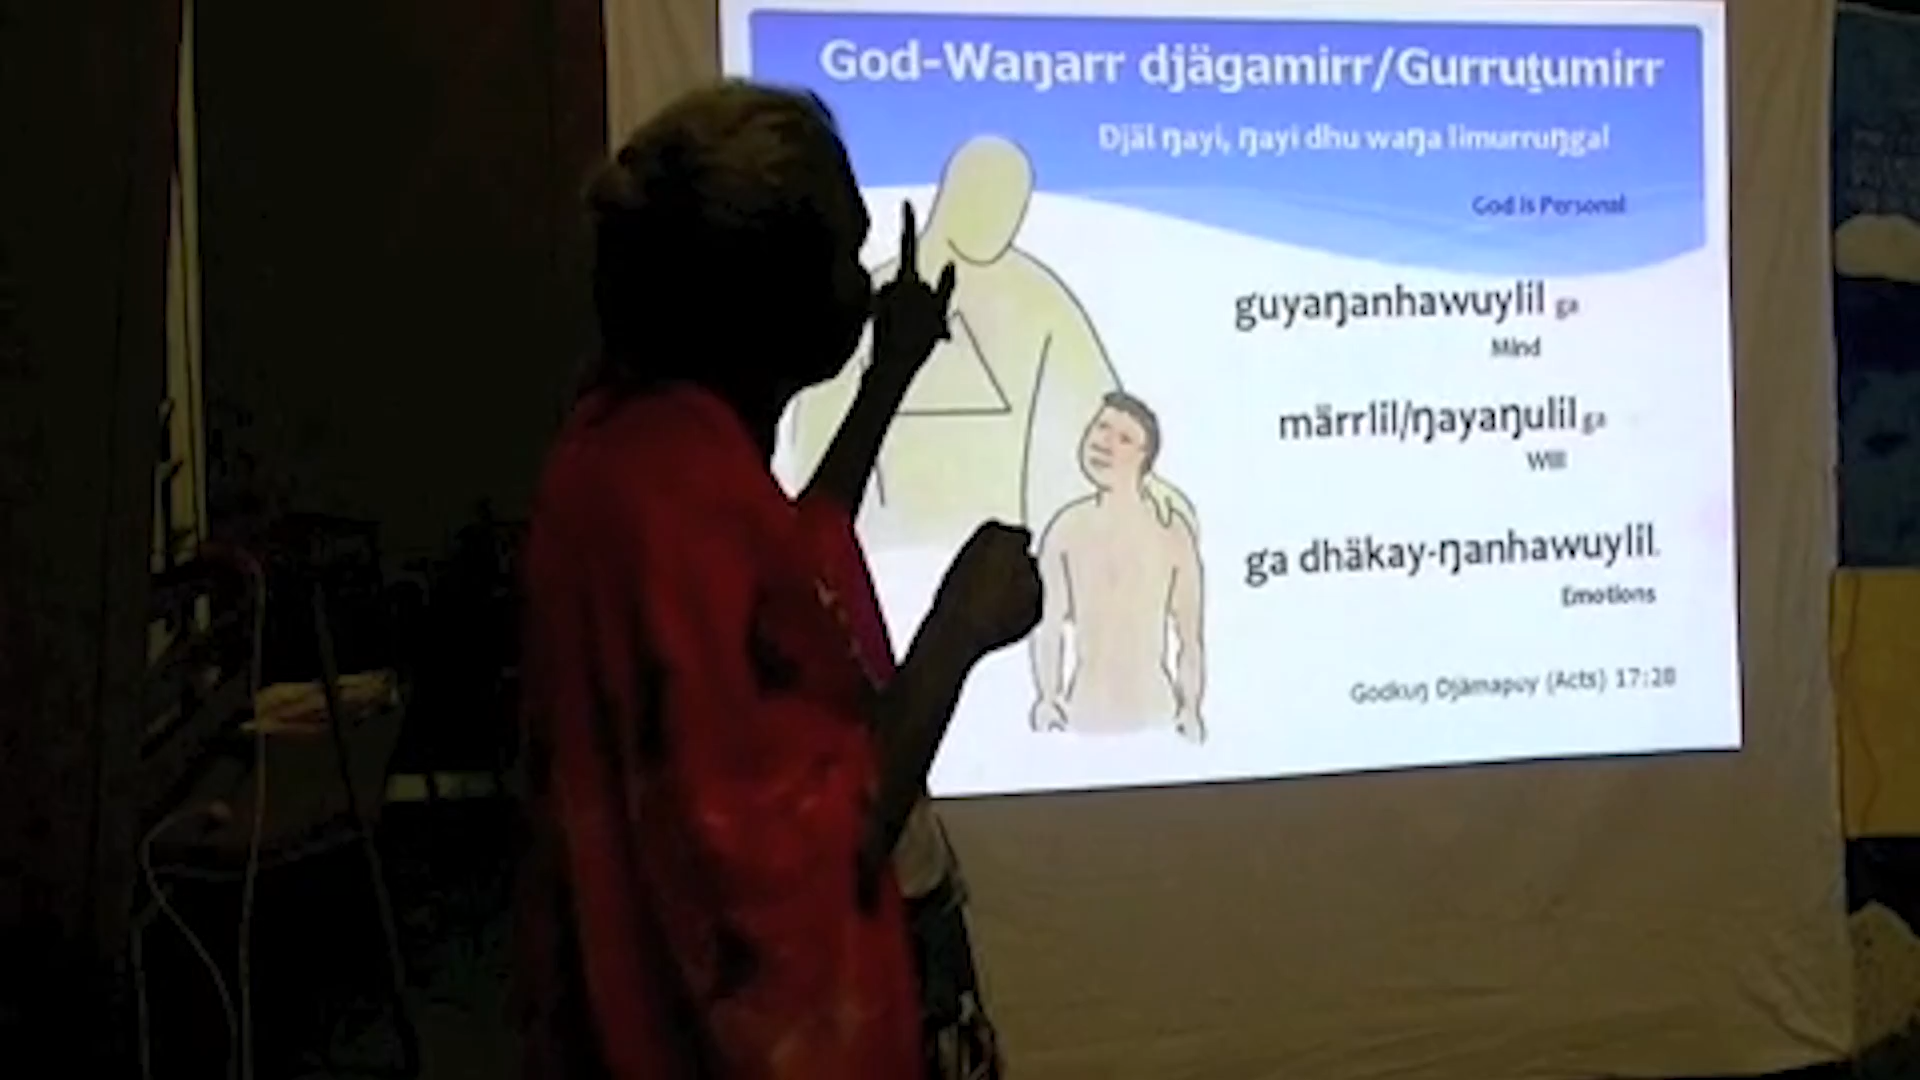 God-Waŋarr djägamirr/Gurruṯumirr
Djäl ŋayi, ŋayi dhu waŋa limurruŋgal
God is Personal
guyaŋanhawuylil ga
Mind
märrlil/ŋayaŋulil ga
Will
ga dhäkay-ŋanhawuylil.
Emotions
Godkuŋ Djämapuy (Acts) 17:28